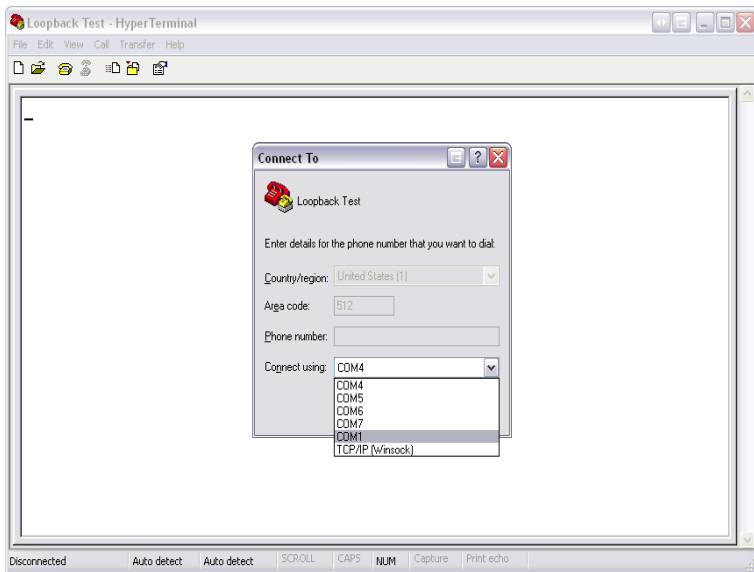 Loopback Test - HyperTerminal
File Edit View Call Transfer Help
Connect To
Loopback Test
Enter details for the phone number that you want to dial:
Country/region: United States (1)
Area code: 512
Phone number:
Connect using: COM4
COM4
COM5
COM6
COM7
COM1
TCP/IP (Winsock)
Disconnected Auto detect Auto detect SCROLL CAPS NUM Capture Print echo